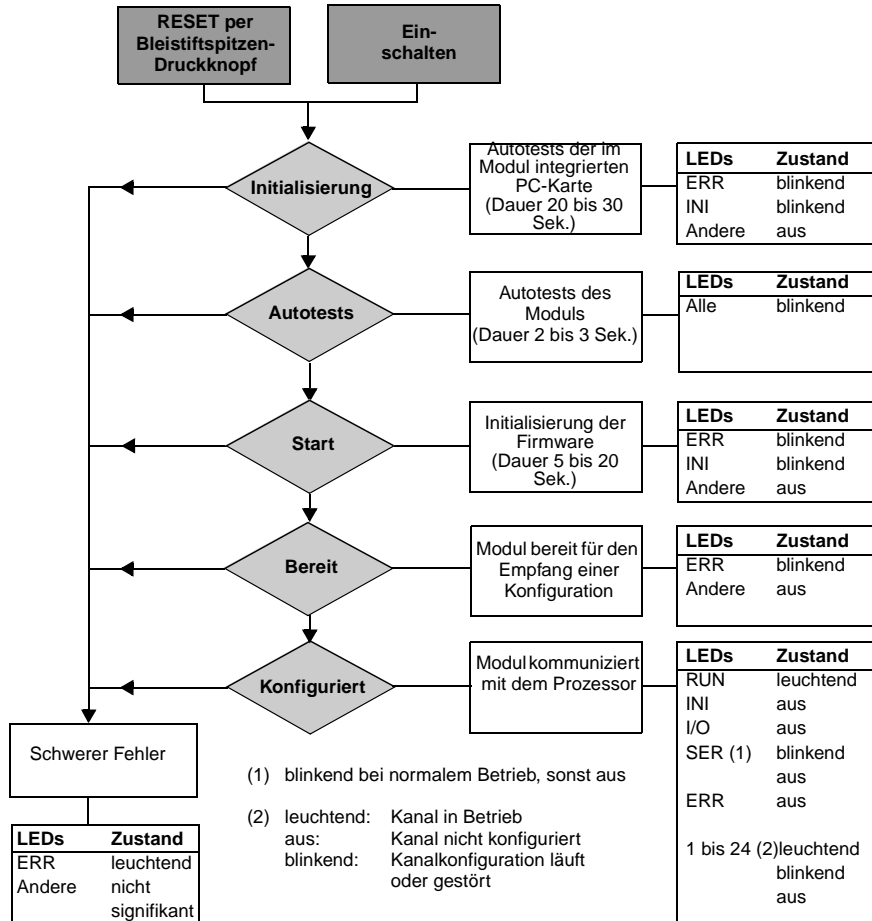 RESET per
Bleistiftspitzen-
Druckknopf
Ein-
schalten
Initialisierung
Autotests der im
Modul integrierten
PC-Karte
(Dauer 20 bis 30
Sek.)
LEDs Zustand
ERR blinkend
INI blinkend
Andere aus
Autotests
Autotests des
Moduls
(Dauer 2 bis 3 Sek.)
LEDs Zustand
Alle blinkend
Start
Initialisierung der
Firmware
(Dauer 5 bis 20
Sek.)
LEDs Zustand
ERR blinkend
INI blinkend
Andere aus
Bereit
Modul bereit für den
Empfang einer
Konfiguration
LEDs Zustand
ERR blinkend
Andere aus
Konfiguriert
Modul kommuniziert
mit dem Prozessor
LEDs Zustand
RUN leuchtend
INI aus
I/O aus
SER (1) blinkend
aus
ERR aus
1 bis 24 (2) leuchtend
blinkend
aus
Schwerer Fehler
LEDs Zustand
ERR leuchtend
Andere nicht
signifikant
(1) blinkend bei normalem Betrieb, sonst aus
(2) leuchtend: Kanal in Betrieb
aus: Kanal nicht konfiguriert
blinkend: Kanalkonfiguration läuft
oder gestört